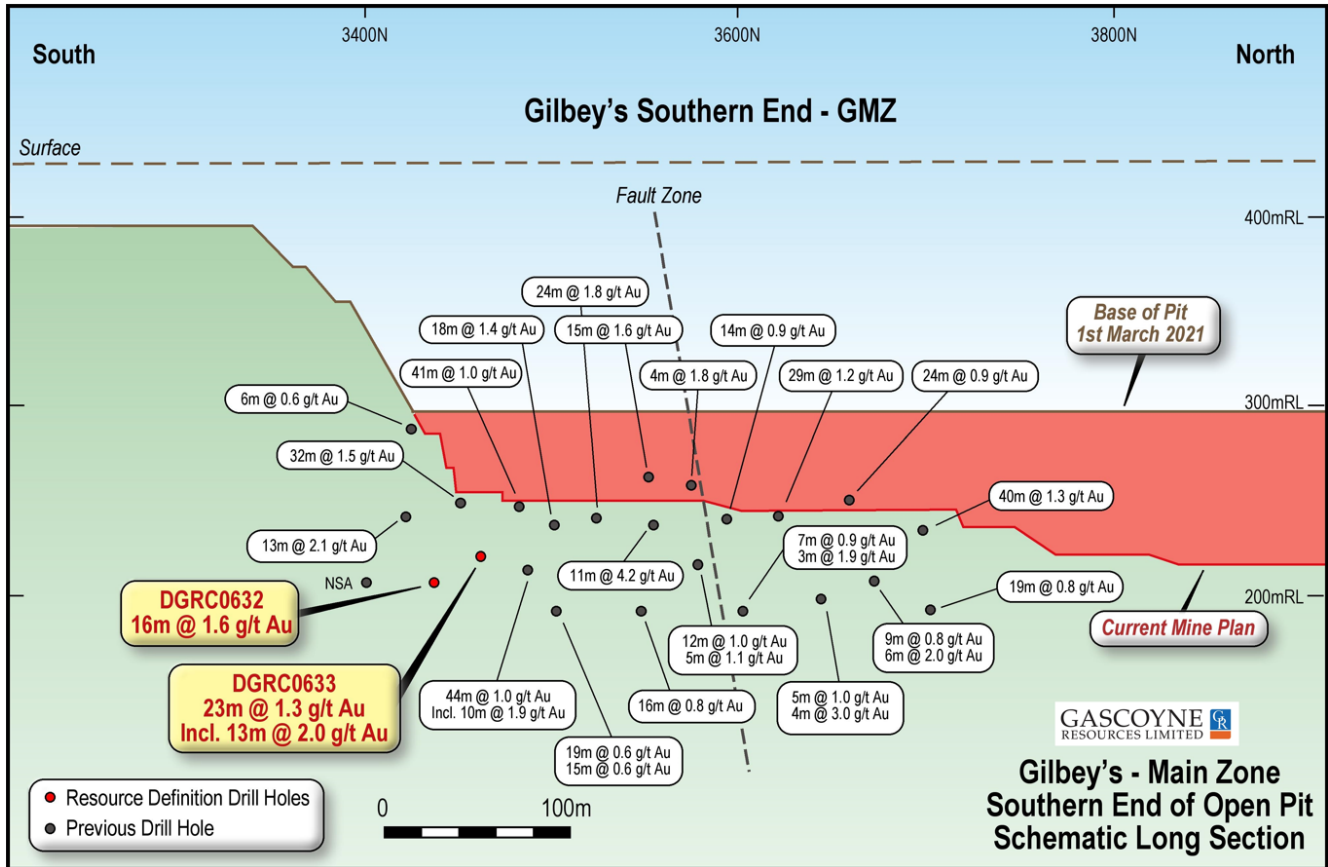 3400N
3600N
3800N
South
North
Gilbey's Southern End - GMZ
Surface
Fault Zone
400mRL
24m @ 1.8 g/t Au
18m @ 1.4 g/t Au
15m @ 1.6 g/t Au
14m @ 0.9 g/t Au
Base of Pit
1st March 2021
41m @ 1.0 g/t Au
4m @ 1.8 g/t Au
29m @ 1.2 g/t Au
24m @ 0.9 g/t Au
6m @ 0.6 g/t Au
300mRL
32m @ 1.5 g/t Au
40m @ 1.3 g/t Au
13m @ 2.1 g/t Au
7m @ 0.9 g/t Au
3m @ 1.9 g/t Au
11m @ 4.2 g/t Au
NSA
19m @ 0.8 g/t Au
200mRL
DGRC0632
16m @ 1.6 g/t Au
Current Mine Plan
12m @ 1.0 g/t Au
5m @ 1.1 g/t Au
9m @ 0.8 g/t Au
6m @ 2.0 g/t Au
DGRC0633
23m @ 1.3 g/t Au
Incl. 13m @ 2.0 g/t Au
44m @ 1.0 g/t Au
Incl. 10m @ 1.9 g/t Au
16m @ 0.8 g/t Au
5m @ 1.0 g/t Au
4m @ 3.0 g/t Au
19m @ 0.6 g/t Au
15m @ 0.6 g/t Au
GASCOYNE
RESOURCES LIMITED
GR
Gilbey's - Main Zone
Southern End of Open Pit
Schematic Long Section
Resource Definition Drill Holes
Previous Drill Hole
0
100m